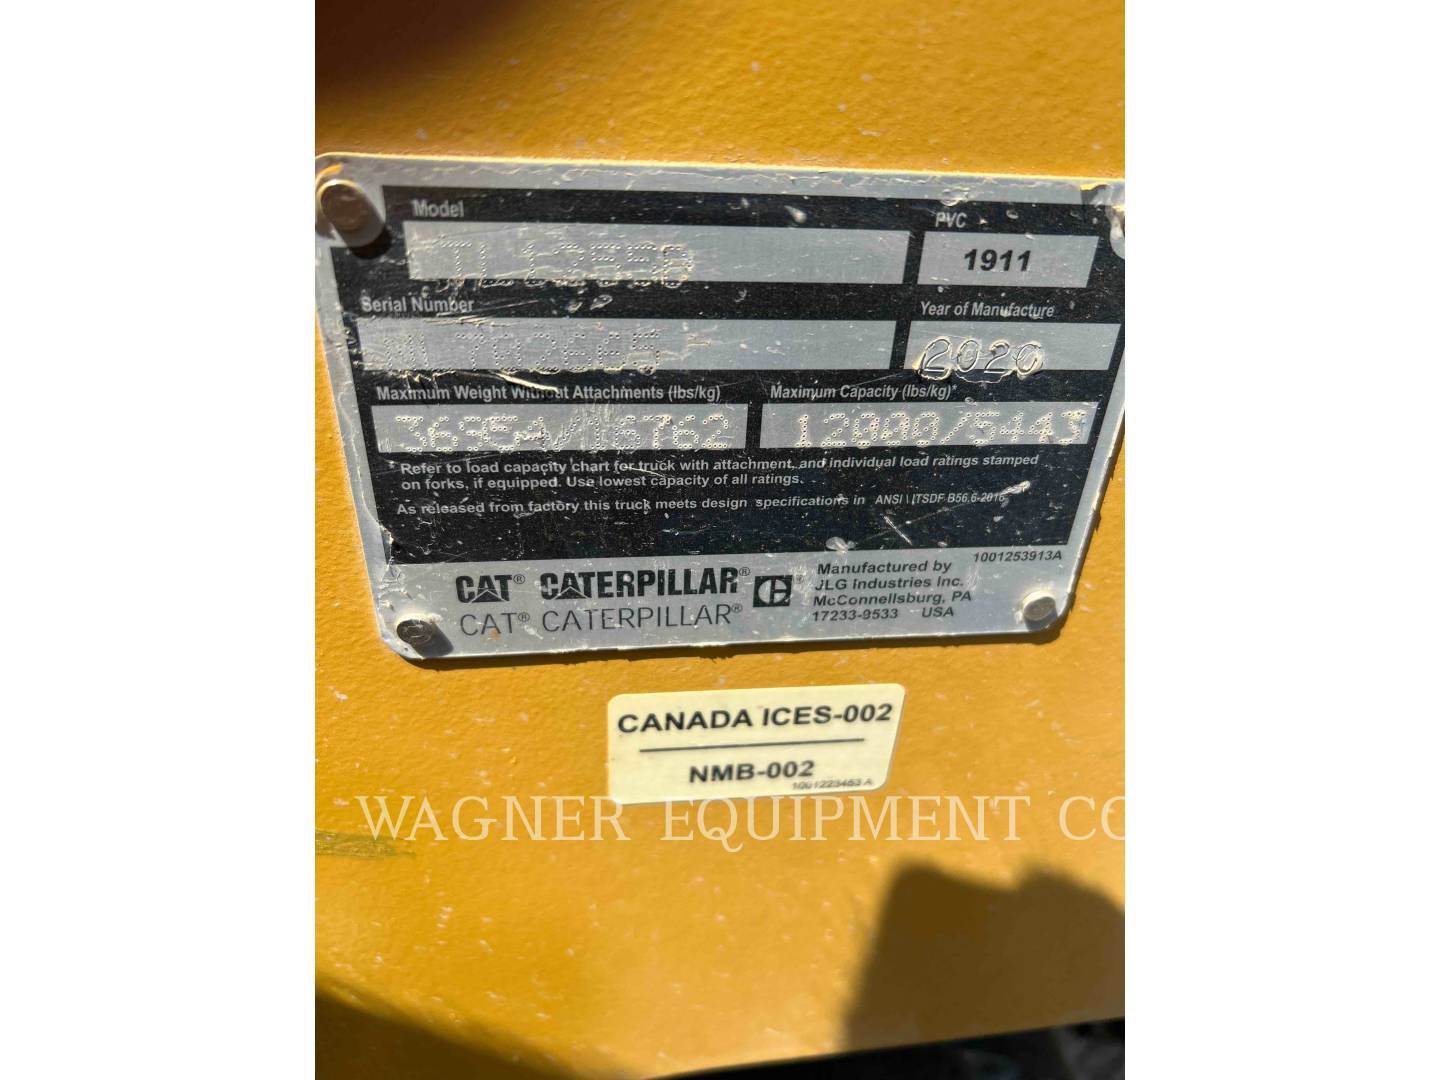 Model
PVC
TL1255D
1911
Serial Number
Year of Manufacture
2020
Maximum Weight Without Attachments (lbs/kg)
Maximum Capacity (lbs/kg)*
12000/5443
* Refer to load capacity chart for truck with attachment, and individual load ratings stamped
on forks, if equipped. Use lowest capacity of all ratings.
As released from factory this truck meets design specifications in ANSI \ ITSDF B56.6-2016
1001253913A
CAT® CATERPILLAR®
CAT® CATERPILLAR®
Manufactured by
JLG Industries Inc.
McConnellsburg, PA
17233-9533 USA
CANADA ICES-002
NMB-002
1001223453 A
WAGNER EQUIPMENT CO